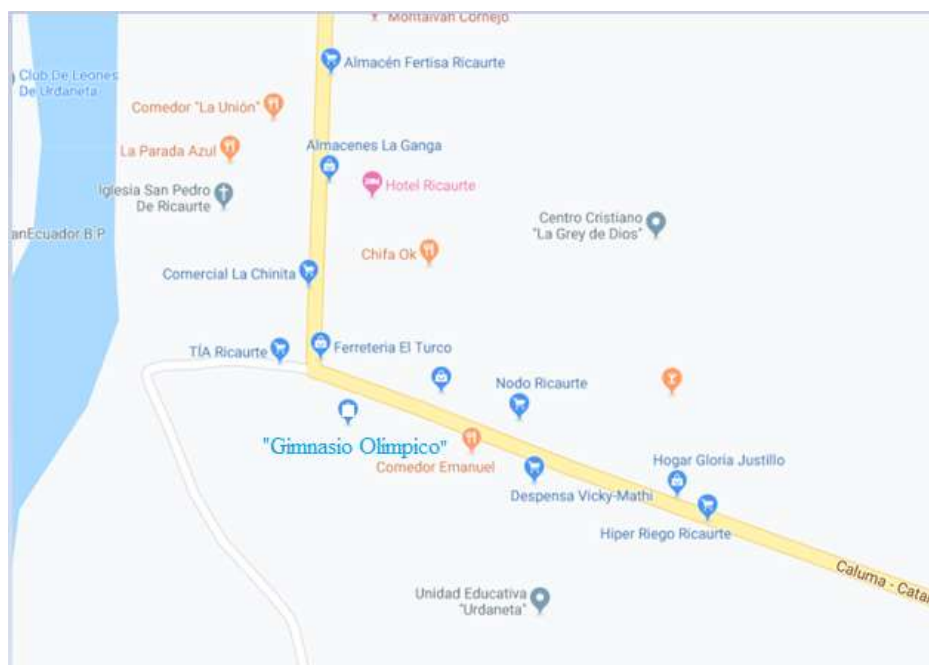 Montalvan Cornejo
Almacén Fertisa Ricaurte
Club De Leones
De Urdaneta
Comedor "La Unión"
Almacenes La Ganga
La Parada Azul
Hotel Ricaurte
Iglesia San Pedro
De Ricaurte
Centro Cristiano
"La Grey de Dios"
anEcuador B.P
Chifa Ok
Comercial La Chinita
TÍA Ricaurte
Ferreteria El Turco
Nodo Ricaurte
"Gimnasio Olímpico"
Comedor Emanuel
Hogar Gloria Justillo
Despensa Vicky-Mathi
Hiper Riego Ricaurte
Caluma - Catar
Unidad Educativa
"Urdaneta"